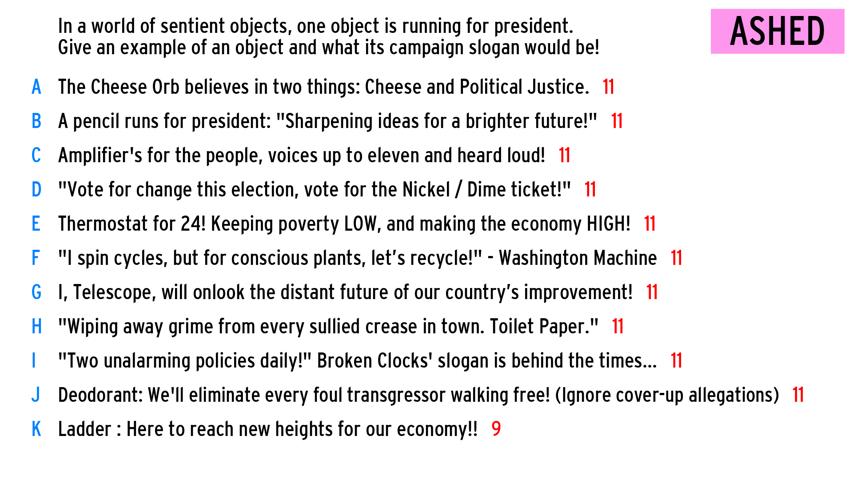 In a world of sentient objects, one object is running for president.
Give an example of an object and what its campaign slogan would be!
ASHED
A The Cheese Orb believes in two things: Cheese and Political Justice. 11
B A pencil runs for president: "Sharpening ideas for a brighter future!" 11
C Amplifier's for the people, voices up to eleven and heard loud! 11
D "Vote for change this election, vote for the Nickel / Dime ticket!" 11
E Thermostat for 24! Keeping poverty LOW, and making the economy HIGH! 11
F "I spin cycles, but for conscious plants, let’s recycle!" - Washington Machine 11
G I, Telescope, will onlook the distant future of our country’s improvement! 11
H "Wiping away grime from every sullied crease in town. Toilet Paper." 11
I "Two unalarming policies daily!" Broken Clocks' slogan is behind the times... 11
J Deodorant: We'll eliminate every foul transgressor walking free! (Ignore cover-up allegations) 11
K Ladder : Here to reach new heights for our economy!! 9